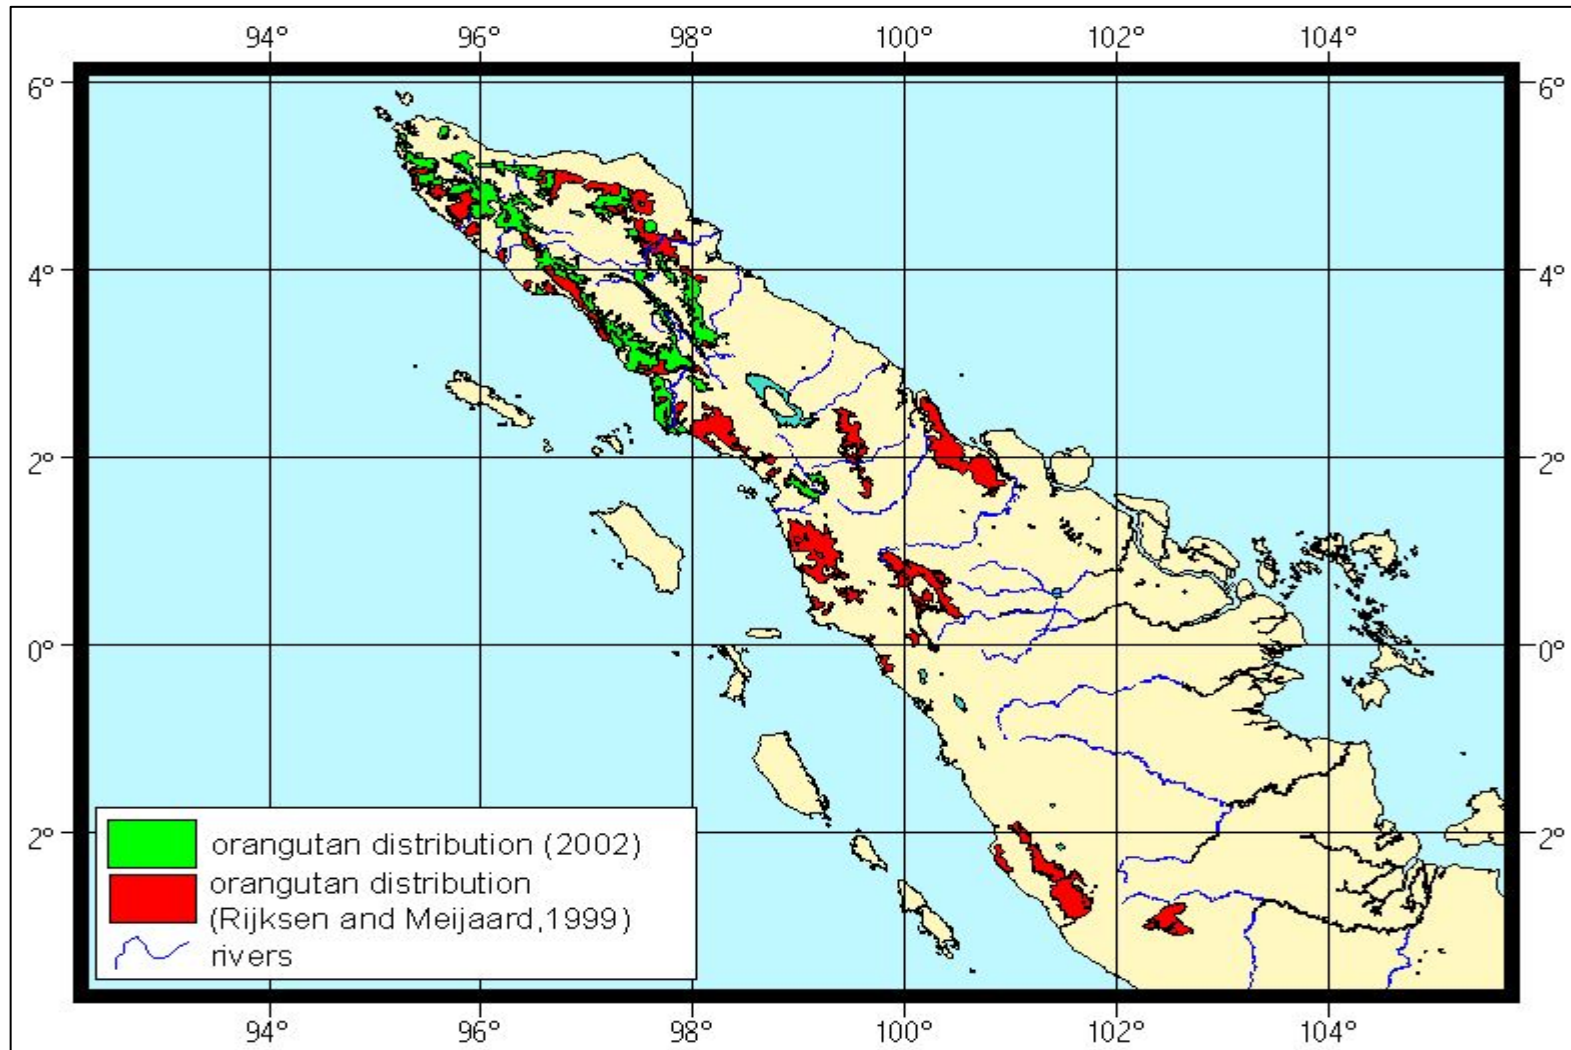 94° 96° 98° 100° 102° 104°
6° 6°
4° 4°
2° 2°
0° 0°
2° 2°
orangutan distribution (2002)
orangutan distribution
(Rijksen and Meijaard,1999)
rivers
94° 96° 98° 100° 102° 104°